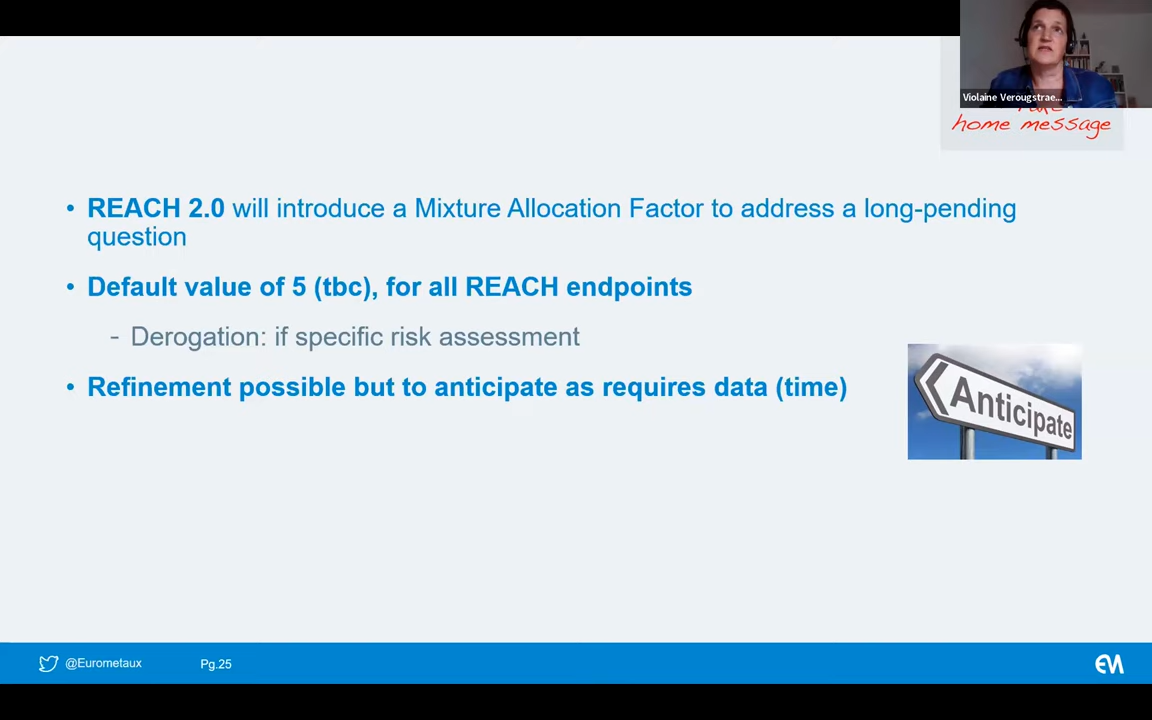 Violaine Verougstrae...
home message
• REACH 2.0 will introduce a Mixture Allocation Factor to address a long-pending
question
• Default value of 5 (tbc), for all REACH endpoints
- Derogation: if specific risk assessment
• Refinement possible but to anticipate as requires data (time)
Anticipate
@Eurometaux
Pg.25
EM